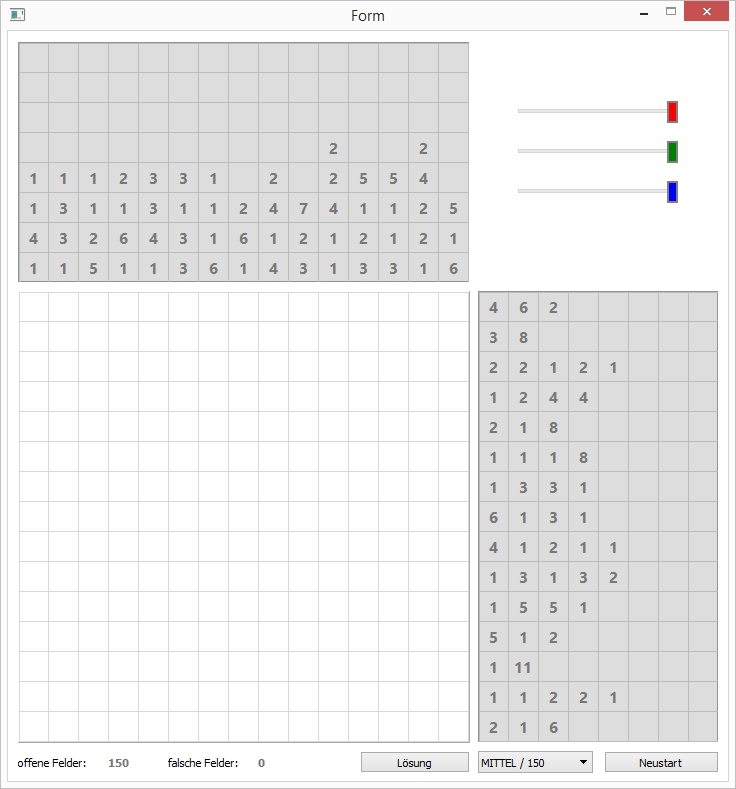 Form
2 2
1 1 1 2 3 3 1 2 2 5 5 4
1 3 1 1 3 1 1 2 4 7 4 1 1 2 5
4 3 2 6 4 3 1 6 1 2 1 2 1 2 1
1 1 5 1 1 3 6 1 4 3 1 3 3 1 6
4 6 2
3 8
2 2 1 2 1
1 2 4 4
2 1 8
1 1 1 8
1 3 3 1
6 1 3 1
4 1 2 1 1
1 3 1 3 2
1 5 5 1
5 1 2
1 11
1 1 2 2 1
2 1 6
offene Felder: 150 falsche Felder: 0 Lösung MITTEL / 150 Neustart